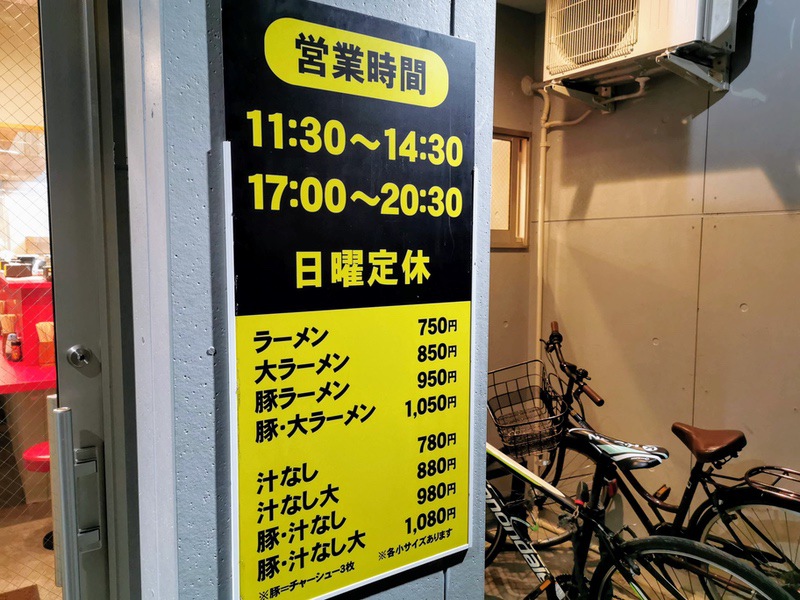 営業時間
11:30～14:30
17:00～20:30
日曜定休
ラーメン 750円
大ラーメン 850円
豚ラーメン 950円
豚・大ラーメン 1,050円
汁なし 780円
汁なし大 880円
豚・汁なし 980円
豚・汁なし大 1,080円
※豚=チャーシュー3枚 ※各小サイズあります